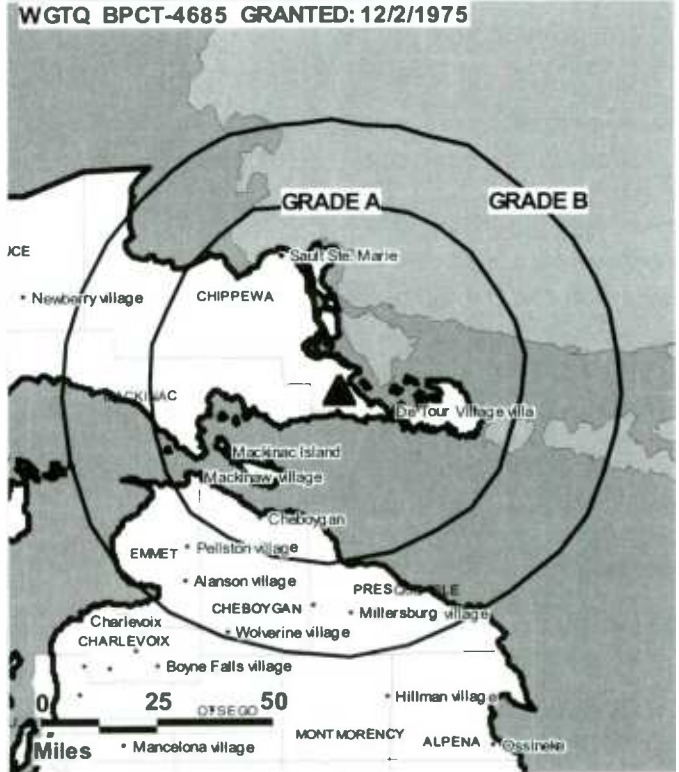 WGTQ BPCT-4685 GRANTED: 12/2/1975
GRADE A
GRADE B
Sault Ste. Marie
UCE
Newberry village
CHIPPEWA
MACKINAC
De Tour Village villa
Mackinac Island
Mackinaw village
Cheboygan
EMMET
Pellston village
Alanson village
PRESQUE ISLE
CHEBOYGAN
Millersburg village
Charlevoix
Wolverine village
CHARLEVOIX
Boyne Falls village
0 25 50
Hillman village
OTSEGO
MONTMORENCY
ALPENA
Ossineke
Miles
Mancelona village